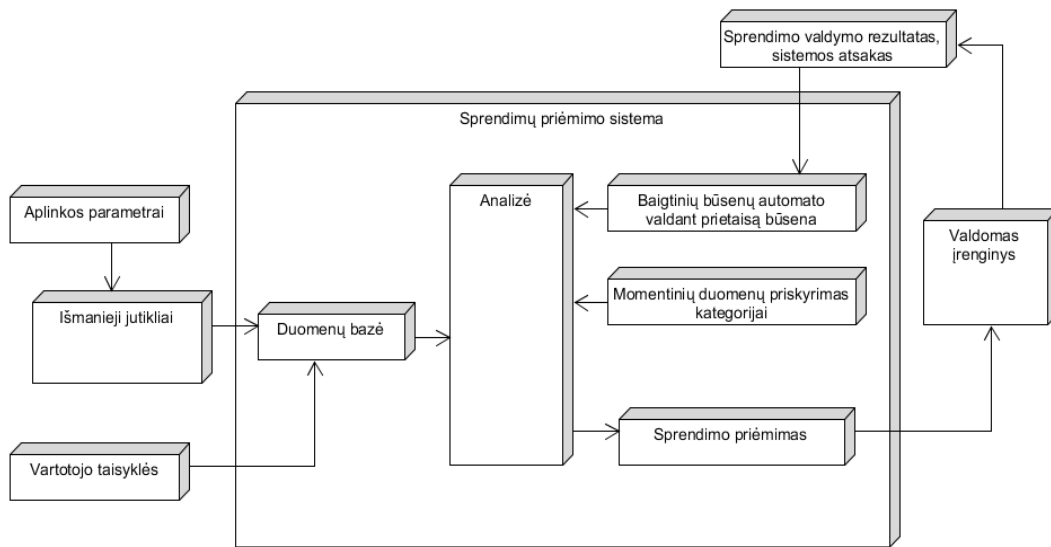 Sprendimo valdymo rezultatas,
sistemos atsakas
Sprendimų priėmimo sistema
Aplinkos parametrai
Analizė
Baigtinių būsenų automato
valdant prietaisą būsena
Valdomas
įrenginys
Išmanieji jutikliai
Duomenų bazė
Momentinių duomenų priskyrimas
kategorijai
Vartotojo taisyklės
Sprendimo priėmimas